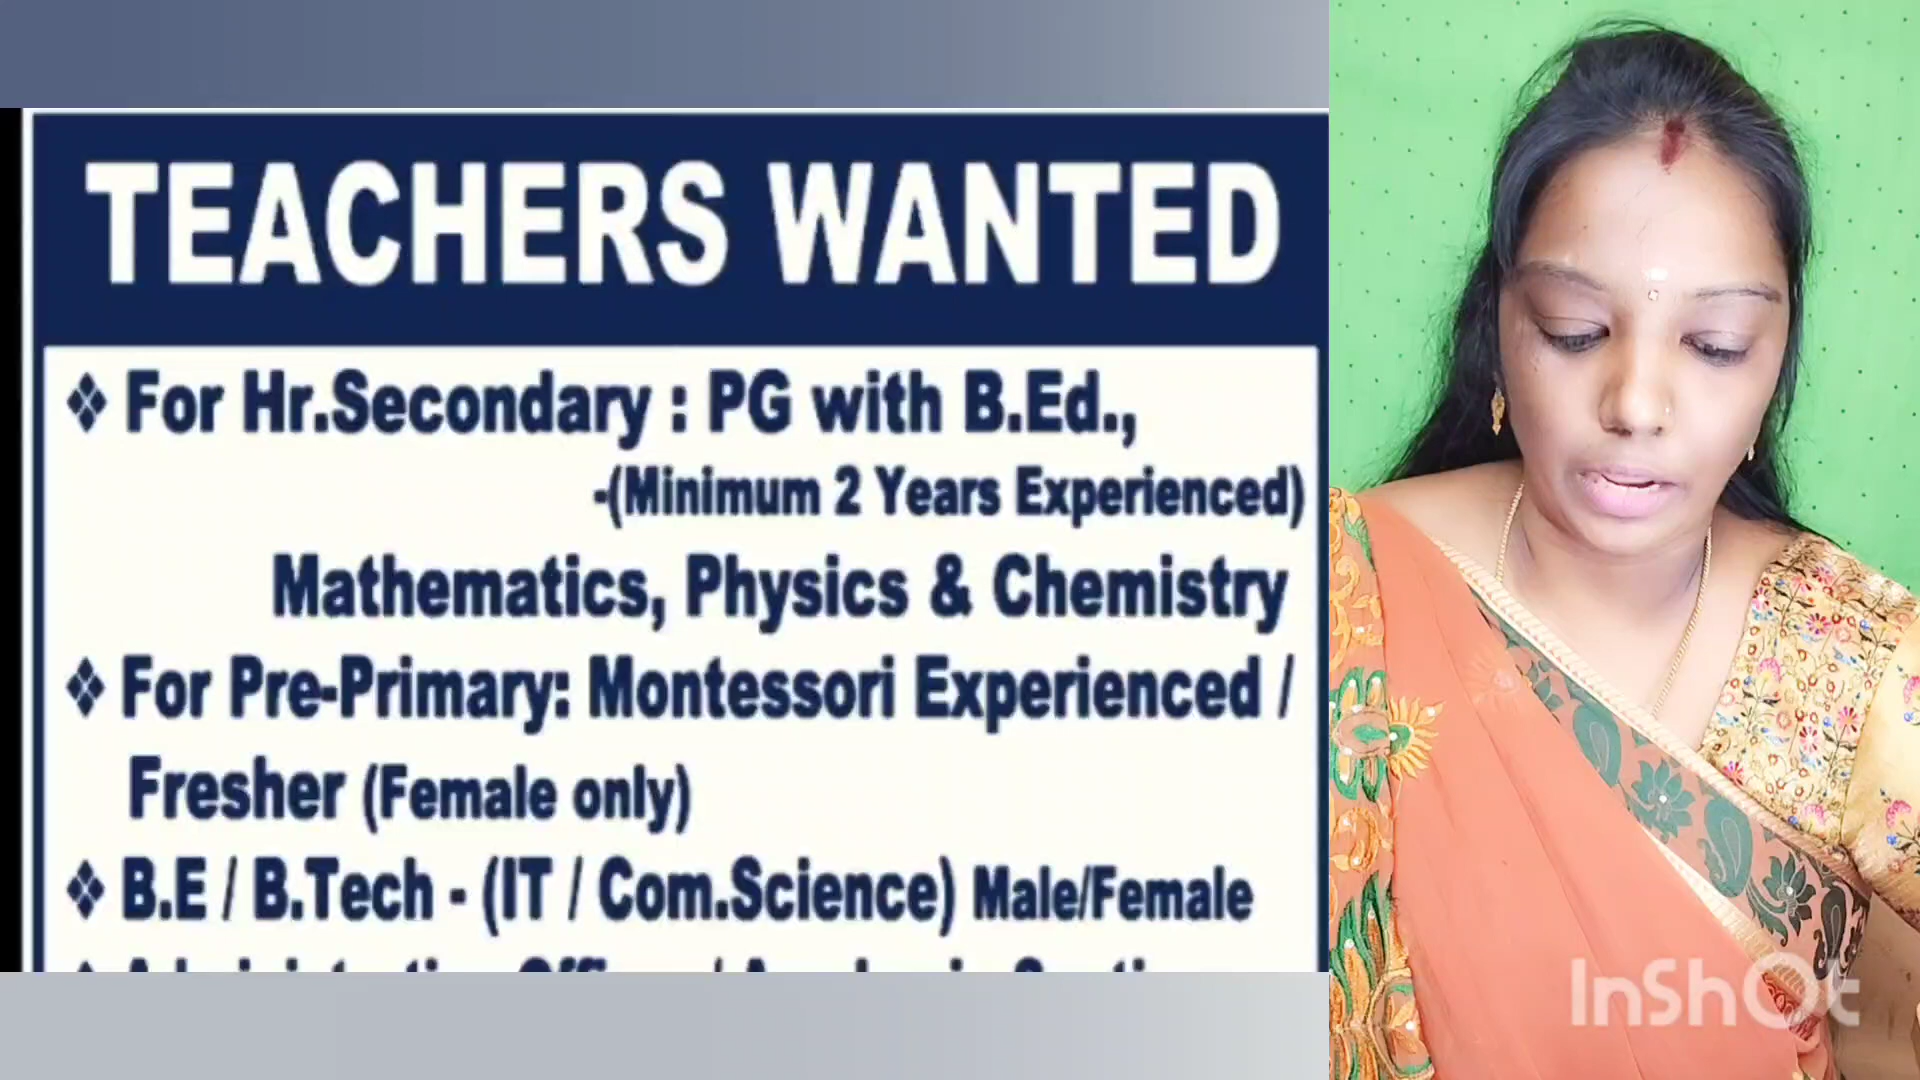 TEACHERS WANTED
❖ For Hr.Secondary : PG with B.Ed.,
-(Minimum 2 Years Experienced)
Mathematics, Physics & Chemistry
❖ For Pre-Primary: Montessori Experienced /
Fresher (Female only)
❖ B.E / B.Tech - (IT / Com.Science) Male/Female
InShOt